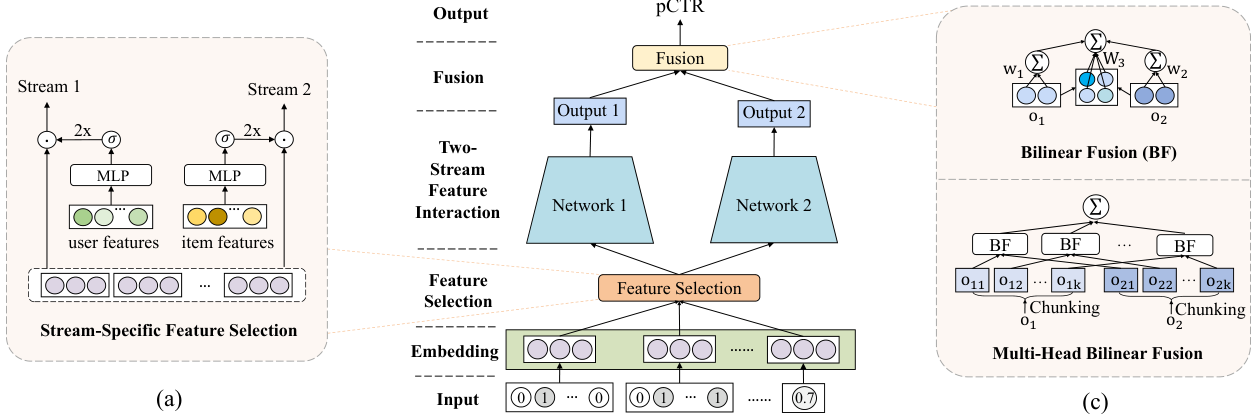 Stream 1
Stream 2
2x
σ
σ
2x
·
·
MLP
MLP
...
...
user features
item features
...
Stream-Specific Feature Selection
(a)
Output
pCTR
Fusion
Fusion
Two-
Stream
Feature
Interaction
Output 1
Output 2
Network 1
Network 2
Feature
Selection
Feature Selection
Embedding
......
Input
0 1 ... 0
0 1 ... 1
......
0.7
Σ
Σ
Σ
W₁
W₃
W₂
o₁
o₂
Bilinear Fusion (BF)
Σ
BF
BF
...
BF
o₁₁
o₁₂
...
o₁ₖ
o₂₁
o₂₂
...
o₂ₖ
Chunking
Chunking
o₁
o₂
Multi-Head Bilinear Fusion
(c)